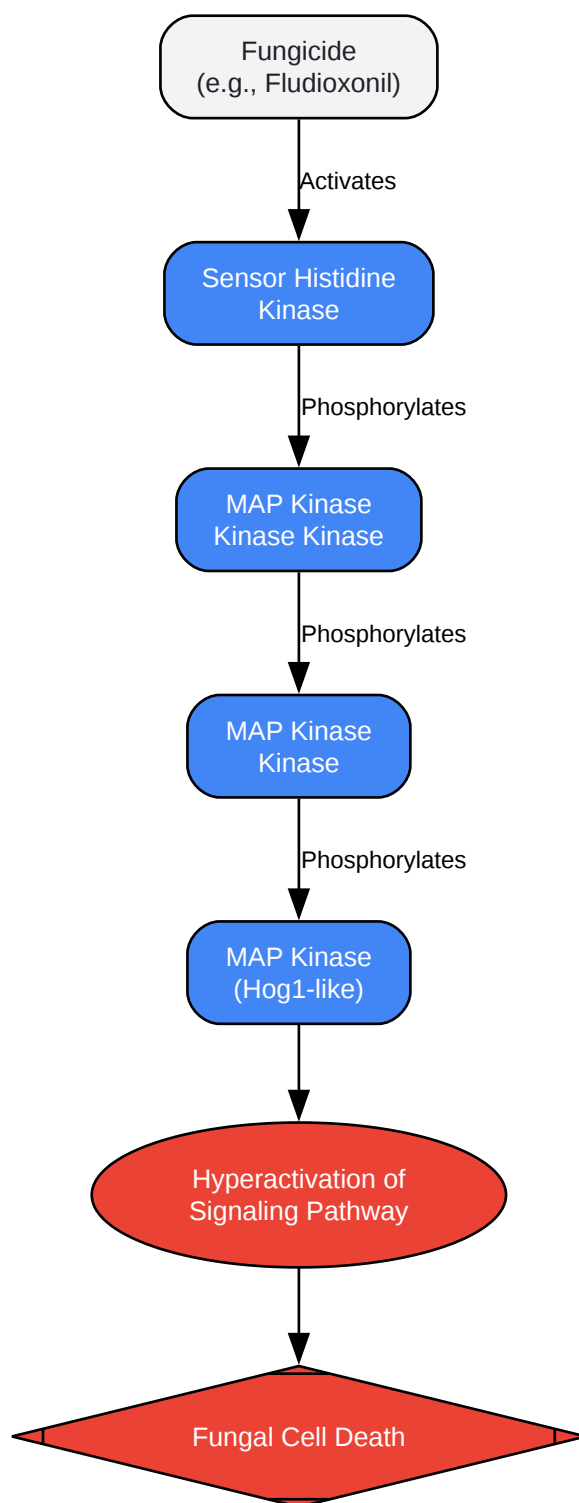 Fungicide
(e.g., Fludioxonil)
Activates
Sensor Histidine
Kinase
Phosphorylates
MAP Kinase
Kinase Kinase
Phosphorylates
MAP Kinase
Kinase
Phosphorylates
MAP Kinase
(Hog1-like)
Hyperactivation of
Signaling Pathway
Fungal Cell Death